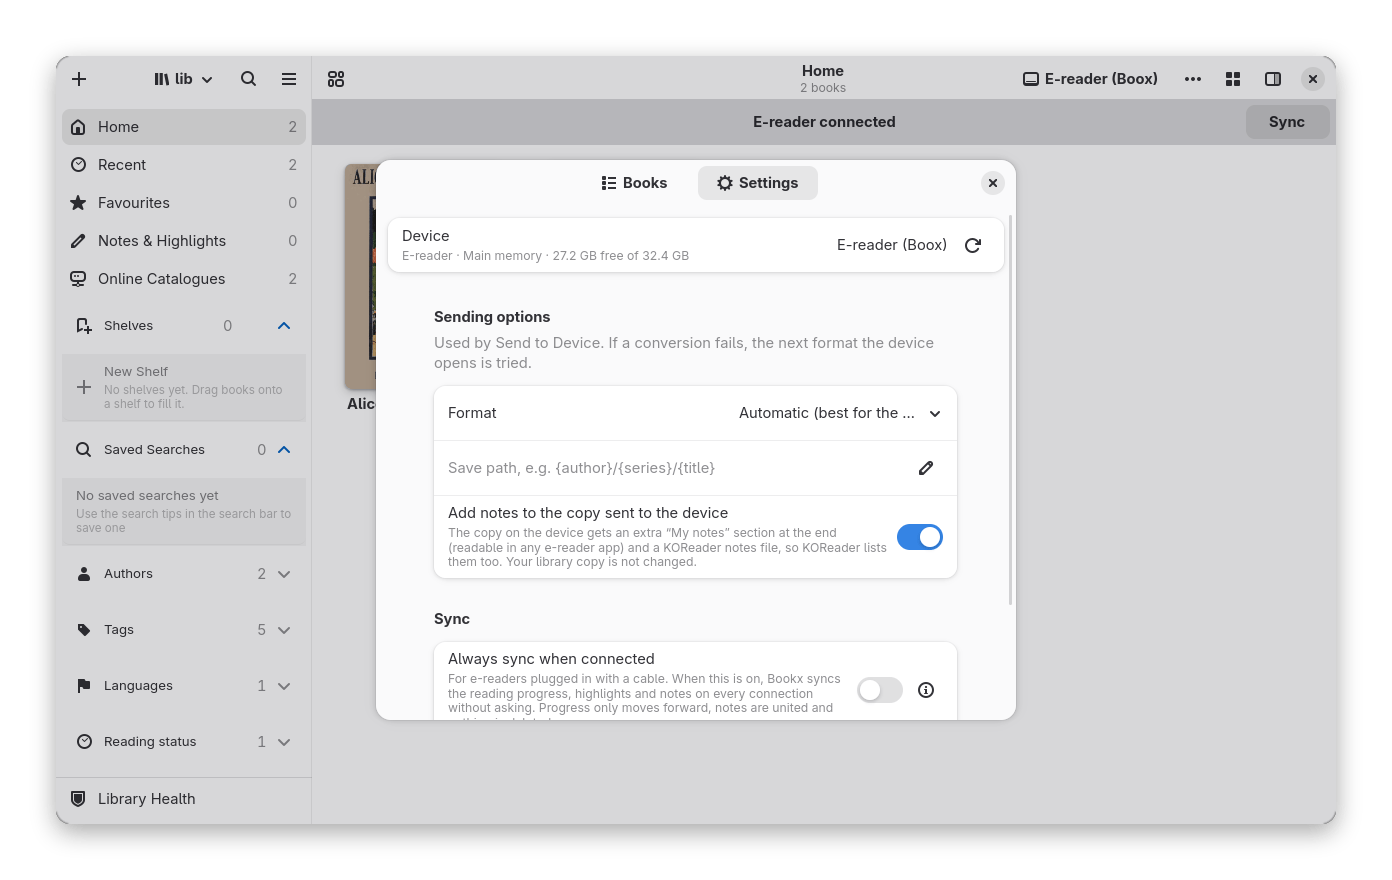 lib
Home
2 books
E-reader (Boox)
E-reader connected
Sync
Home 2
Recent 2
Favourites 0
Notes & Highlights 0
Online Catalogues 2
Shelves 0
New Shelf
No shelves yet. Drag books onto
a shelf to fill it.
Saved Searches 0
No saved searches yet
Use the search tips in the search bar to
save one
Authors 2
Tags 5
Languages 1
Reading status 1
Library Health
Books
Settings
Device
E-reader · Main memory · 27.2 GB free of 32.4 GB
E-reader (Boox)
Sending options
Used by Send to Device. If a conversion fails, the next format the device
opens is tried.
Format
Automatic (best for the ...
Save path, e.g. {author}/{series}/{title}
Add notes to the copy sent to the device
The copy on the device gets an extra “My notes” section at the end
(readable in any e-reader app) and a KOReader notes file, so KOReader lists
them too. Your library copy is not changed.
Sync
Always sync when connected
For e-readers plugged in with a cable. When this is on, Bookx syncs
the reading progress, highlights and notes on every connection
without asking. Progress only moves forward, notes are united and